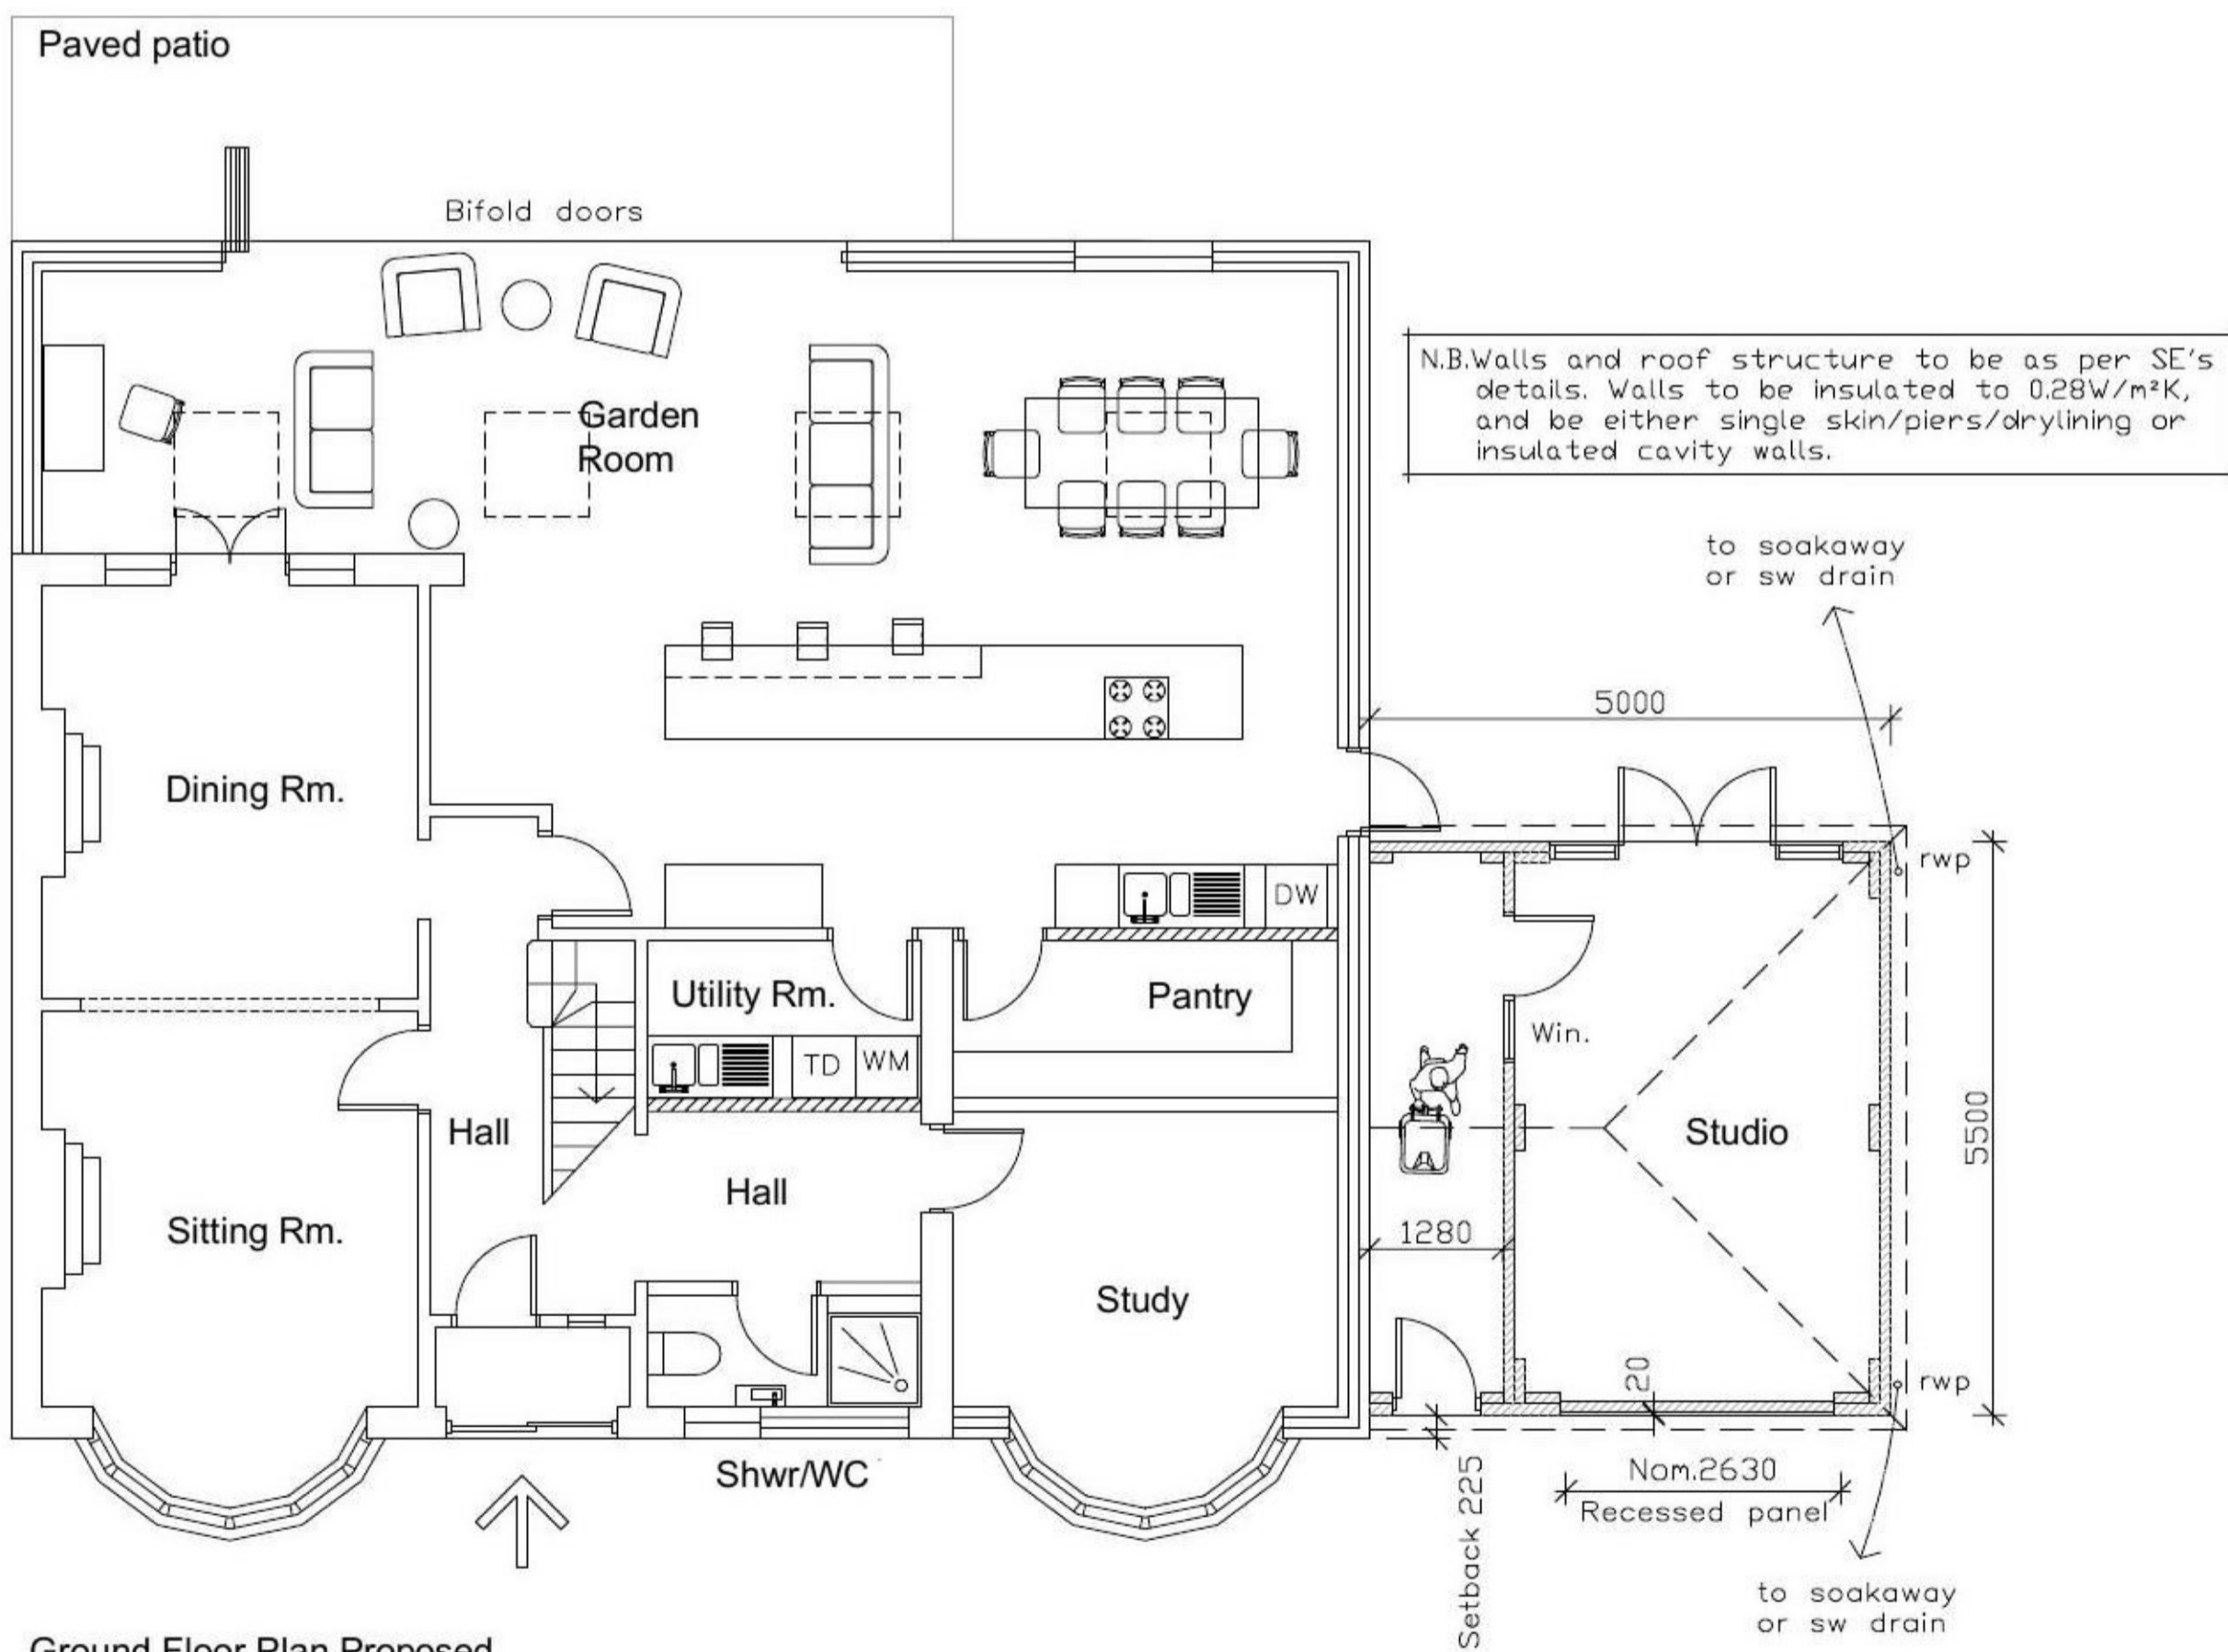 Paved patio
Bifold doors
Garden
Room
N.B.Walls and roof structure to be as per SE's
details. Walls to be insulated to 0.28W/m²K,
and be either single skin/piers/drylining or
insulated cavity walls.
to soakaway
or sw drain
5000
Dining Rm.
DW
rwp
Utility Rm.
Pantry
Win.
TD
WM
Hall
Studio
5500
Hall
Sitting Rm.
1280
Study
20
rwp
Shwr/WC
Setback 225
Nom.2630
Recessed panel
to soakaway
or sw drain
Ground Floor Plan Proposed